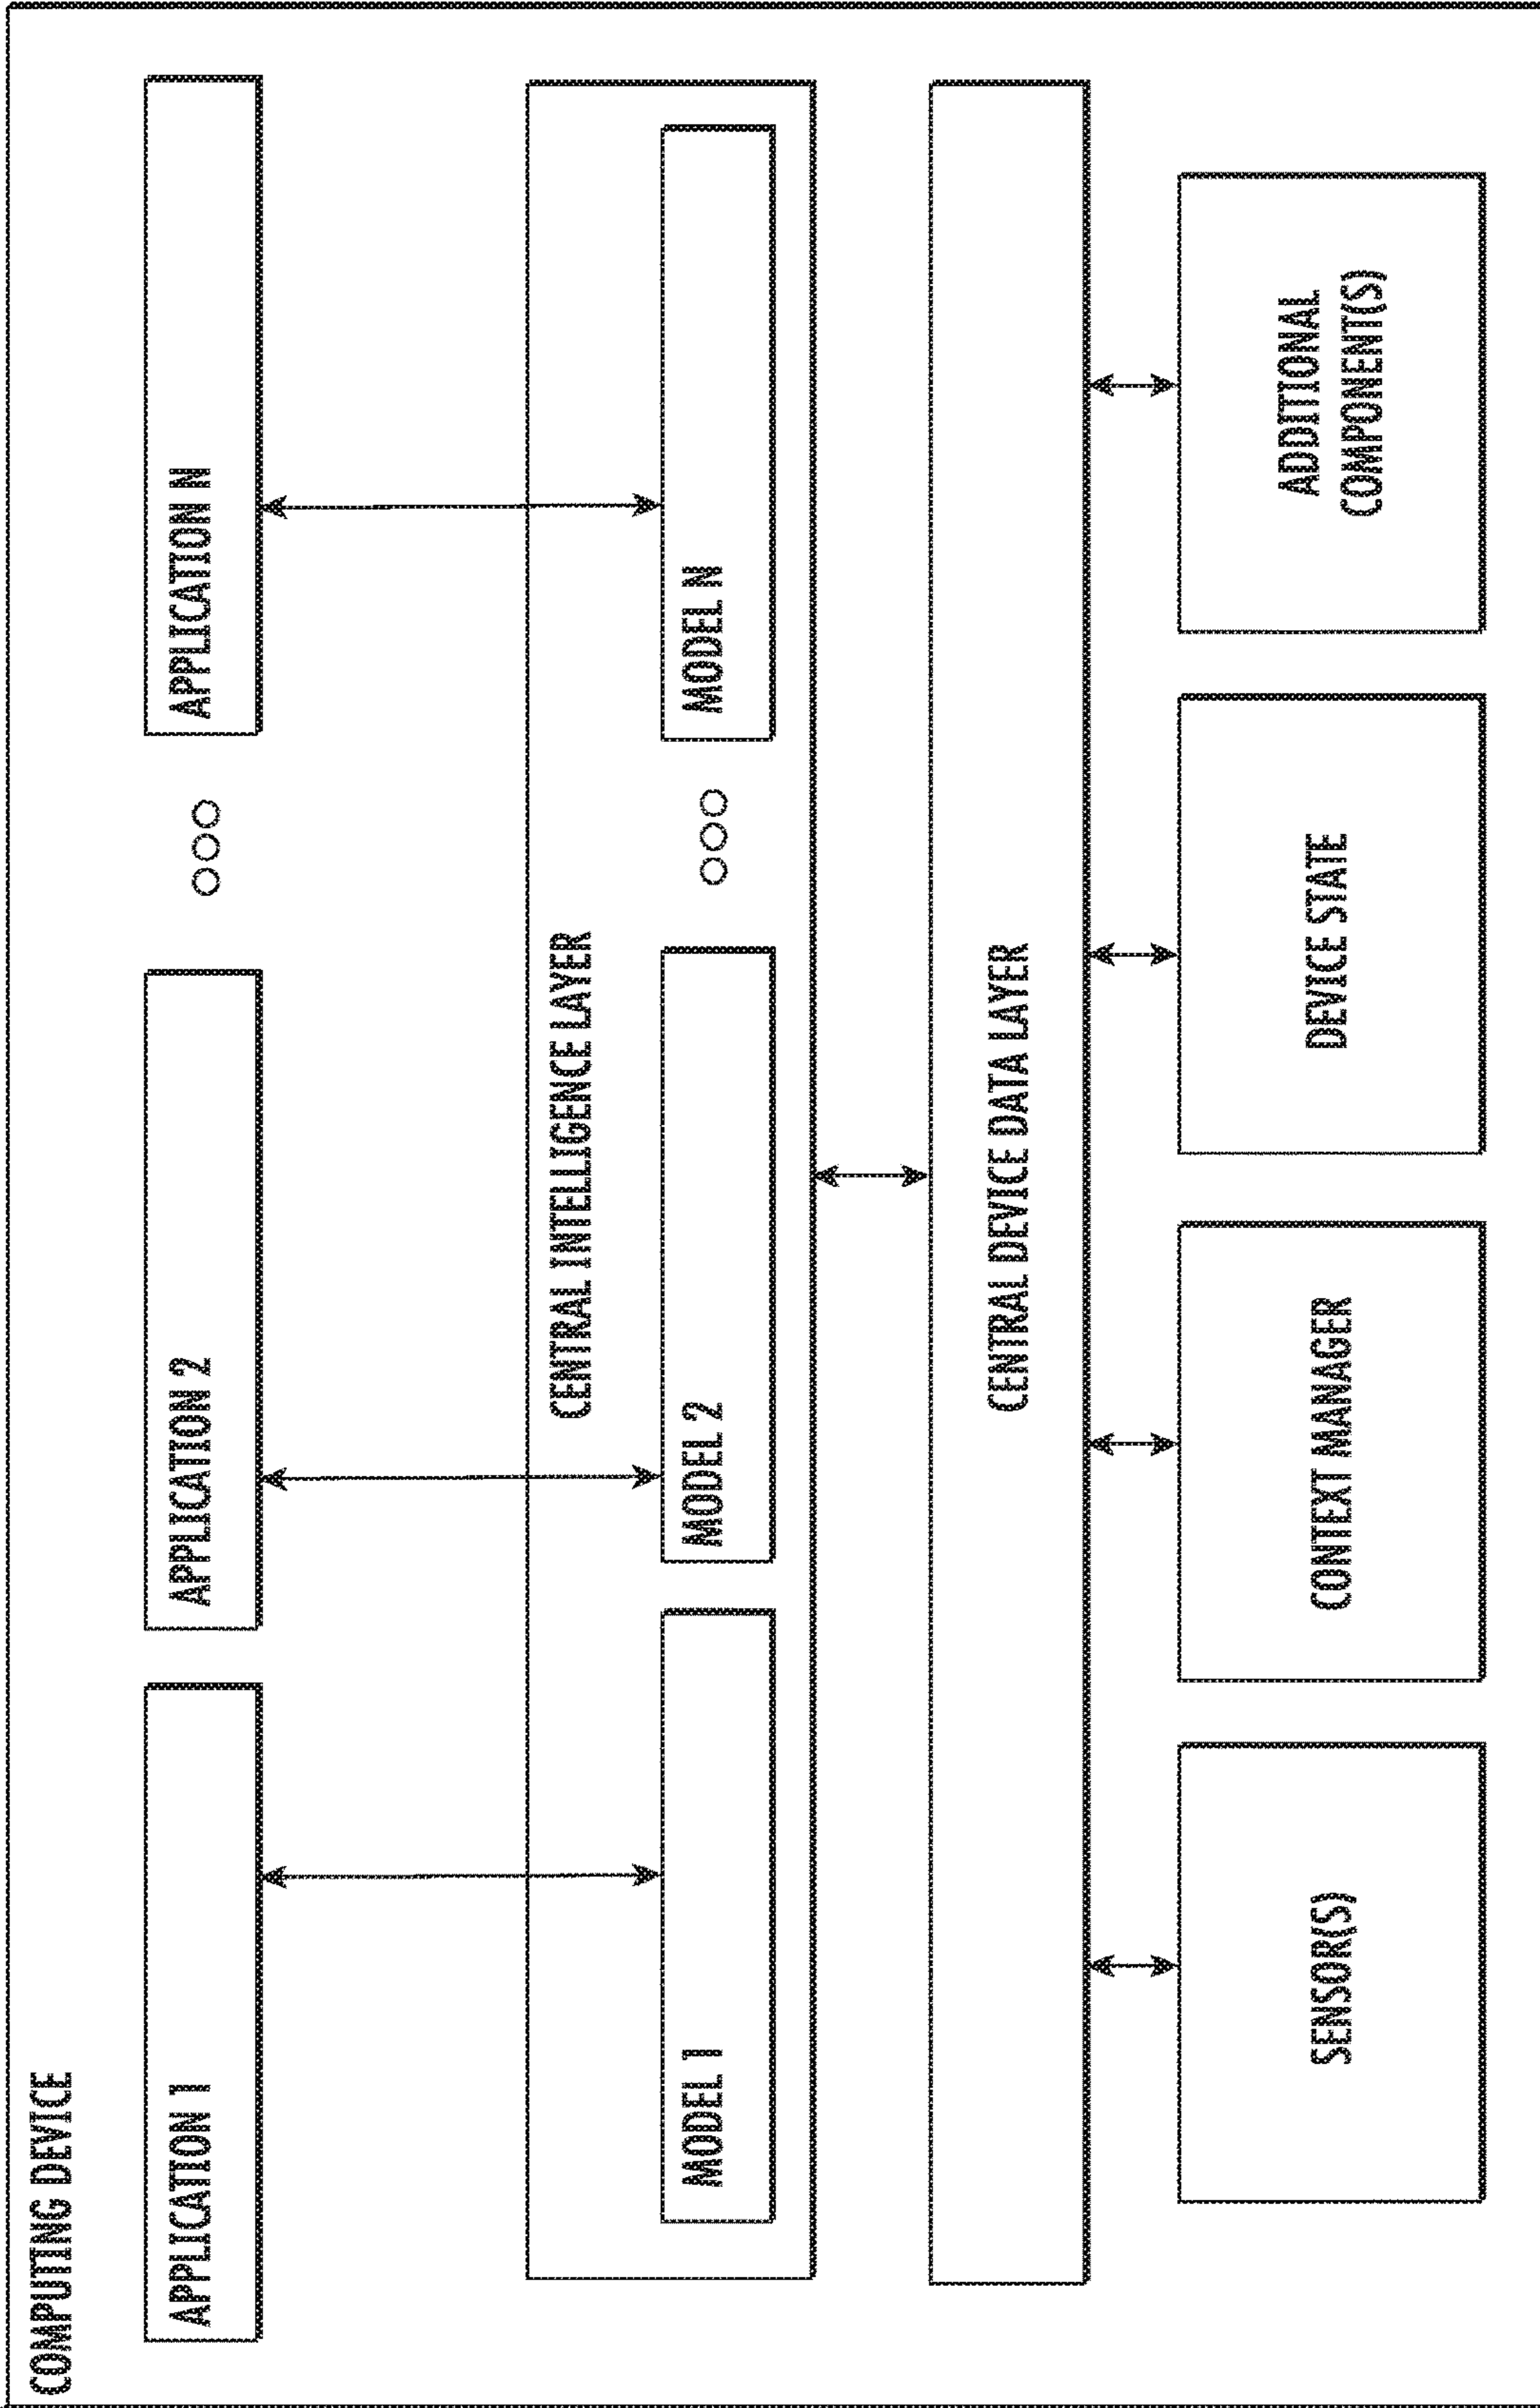 COMPUTING DEVICE
APPLICATION 1
APPLICATION 2
APPLICATION N
CENTRAL INTELLIGENCE LAYER
MODEL 1
MODEL 2
MODEL N
CENTRAL DEVICE DATA LAYER
SENSOR(S)
CONTEXT MANAGER
DEVICE STATE
ADDITIONAL
COMPONENT(S)